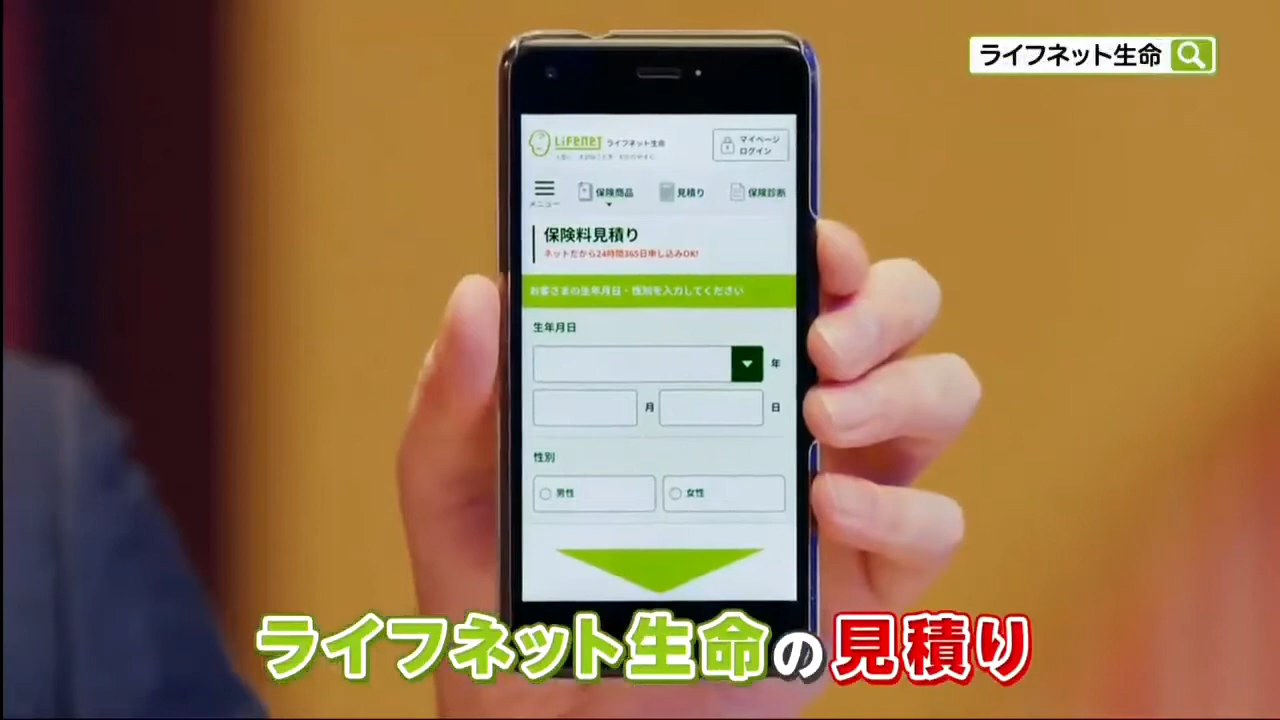 ライフネット生命
LIFENET ライフネット生命
マイページ
ログイン
メニュー
保険商品
見積り
保険診断
保険料見積り
ネットだから24時間365日申し込みOK!
お客さまの生年月日・性別を入力してください
生年月日
年
月 日
性別
男性 女性
ライフネット生命の見積り